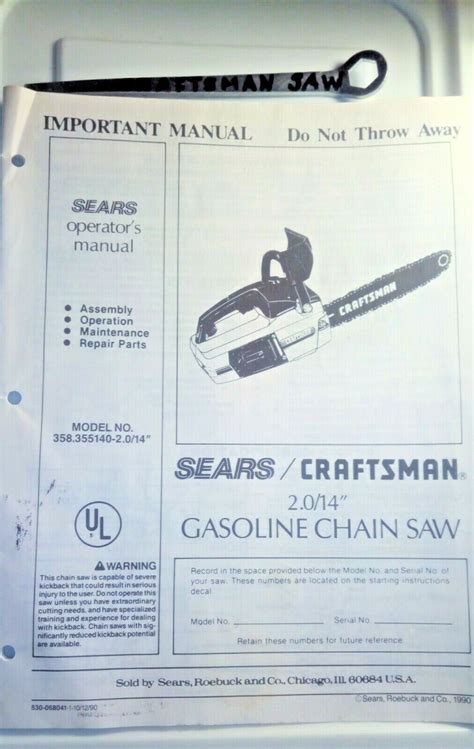 AFTSMAN SAW
IMPORTANT MANUAL Do Not Throw Away
SEARS
operator's
manual
• Assembly
• Operation
• Maintenance
• Repair Parts
MODEL NO.
358.355140-2.0/14"
UL
CRAFTSMAN
SEARS / CRAFTSMAN®
2.0/14"
GASOLINE CHAIN SAW
WARNING
This chain saw is capable of severe
kickback that could result in serious
injury to the user. Do not operate this
saw unless you have extraordinary
cutting needs, and have specialized
training and experience for dealing
with kickback. Chain saws with sig-
nificantly reduced kickback potential
are available.
Record in the space provided below the Model No. and Serial No. of
your saw. These numbers are located on the starting instructions
decal.
Model No. Serial No.
Retain these numbers for future reference.
Sold by Sears, Roebuck and Co., Chicago, Ill. 60684 U.S.A.
530-068041-1-10/12/90
©Sears, Roebuck and Co., 1990